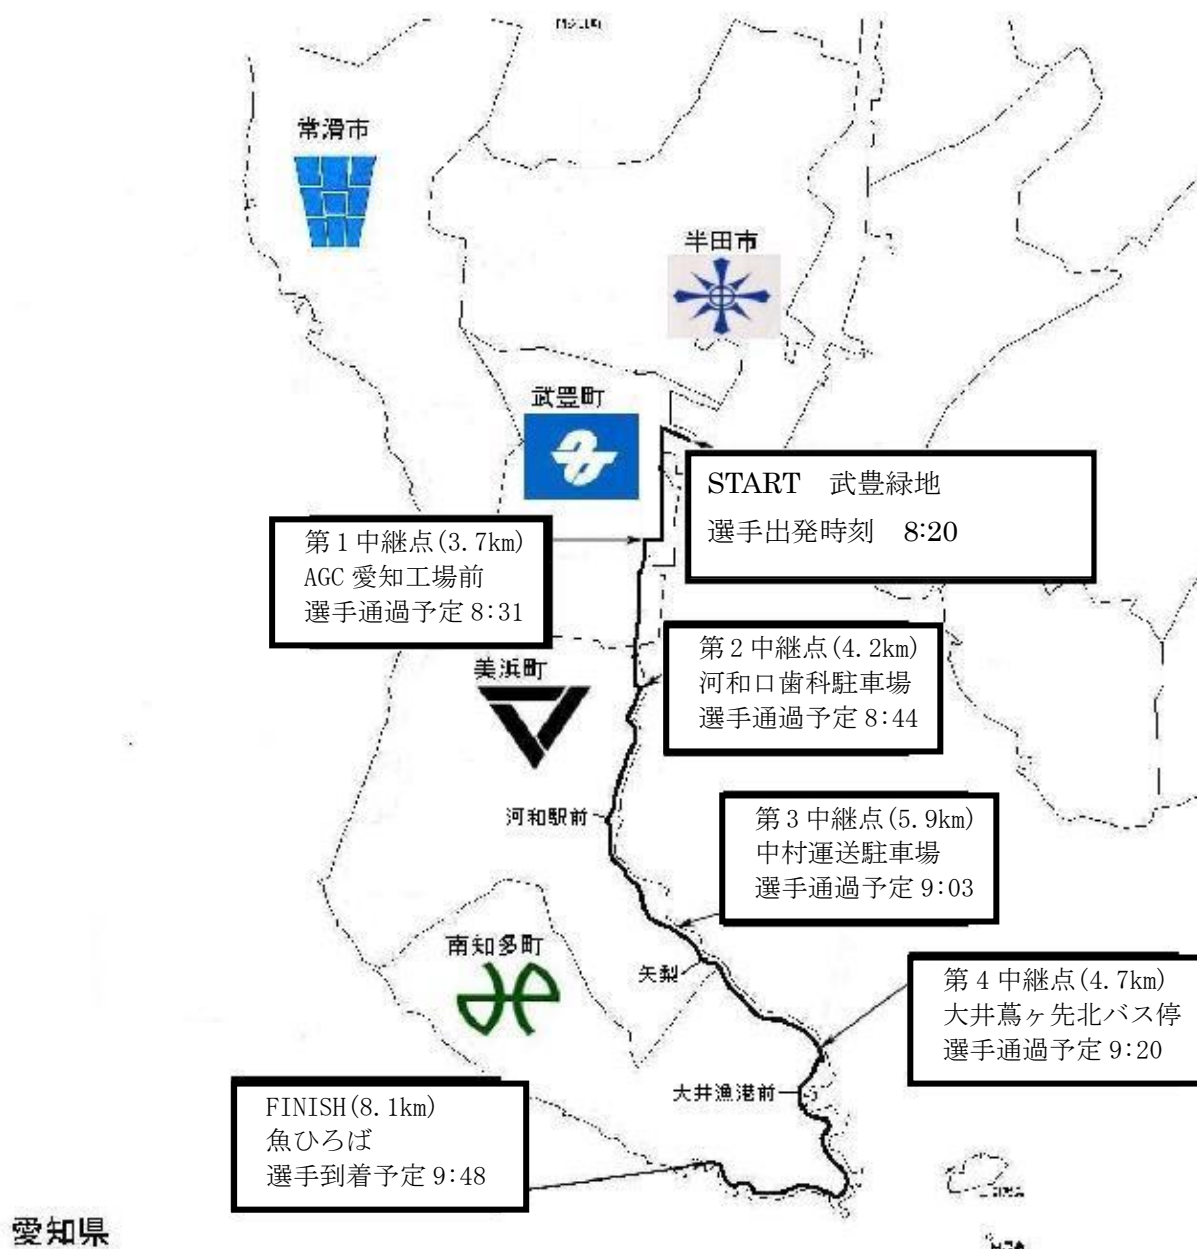 常滑市
半田市
武豊町
START 武豊緑地
選手出発時刻 8:20
第1中継点(3.7km)
AGC 愛知工場前
選手通過予定 8:31
第2中継点(4.2km)
河和口歯科駐車場
選手通過予定 8:44
美浜町
河和駅前
第3中継点(5.9km)
中村運送駐車場
選手通過予定 9:03
南知多町
矢梨
第4中継点(4.7km)
大井蔦ヶ先北バス停
選手通過予定 9:20
大井漁港前
FINISH(8.1km)
魚ひろば
選手到着予定 9:48
愛知県